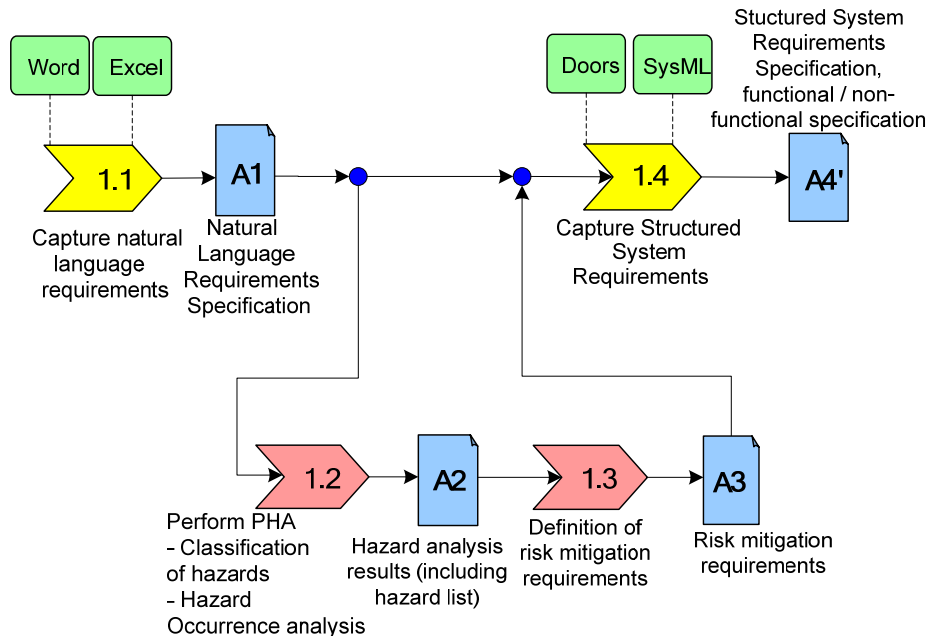 Word
Excel
1.1
A1
Capture natural
language
requirements
Natural
Language
Requirements
Specification
Doors
SysML
1.4
Capture Structured
System
Requirements
Stuctured System
Requirements
Specification,
functional / non-
functional specification
A4'
1.2
Perform PHA
- Classification
of hazards
- Hazard
Occurrence analysis
A2
Hazard analysis
results (including
hazard list)
1.3
Definition of
risk mitigation
requirements
A3
Risk mitigation
requirements